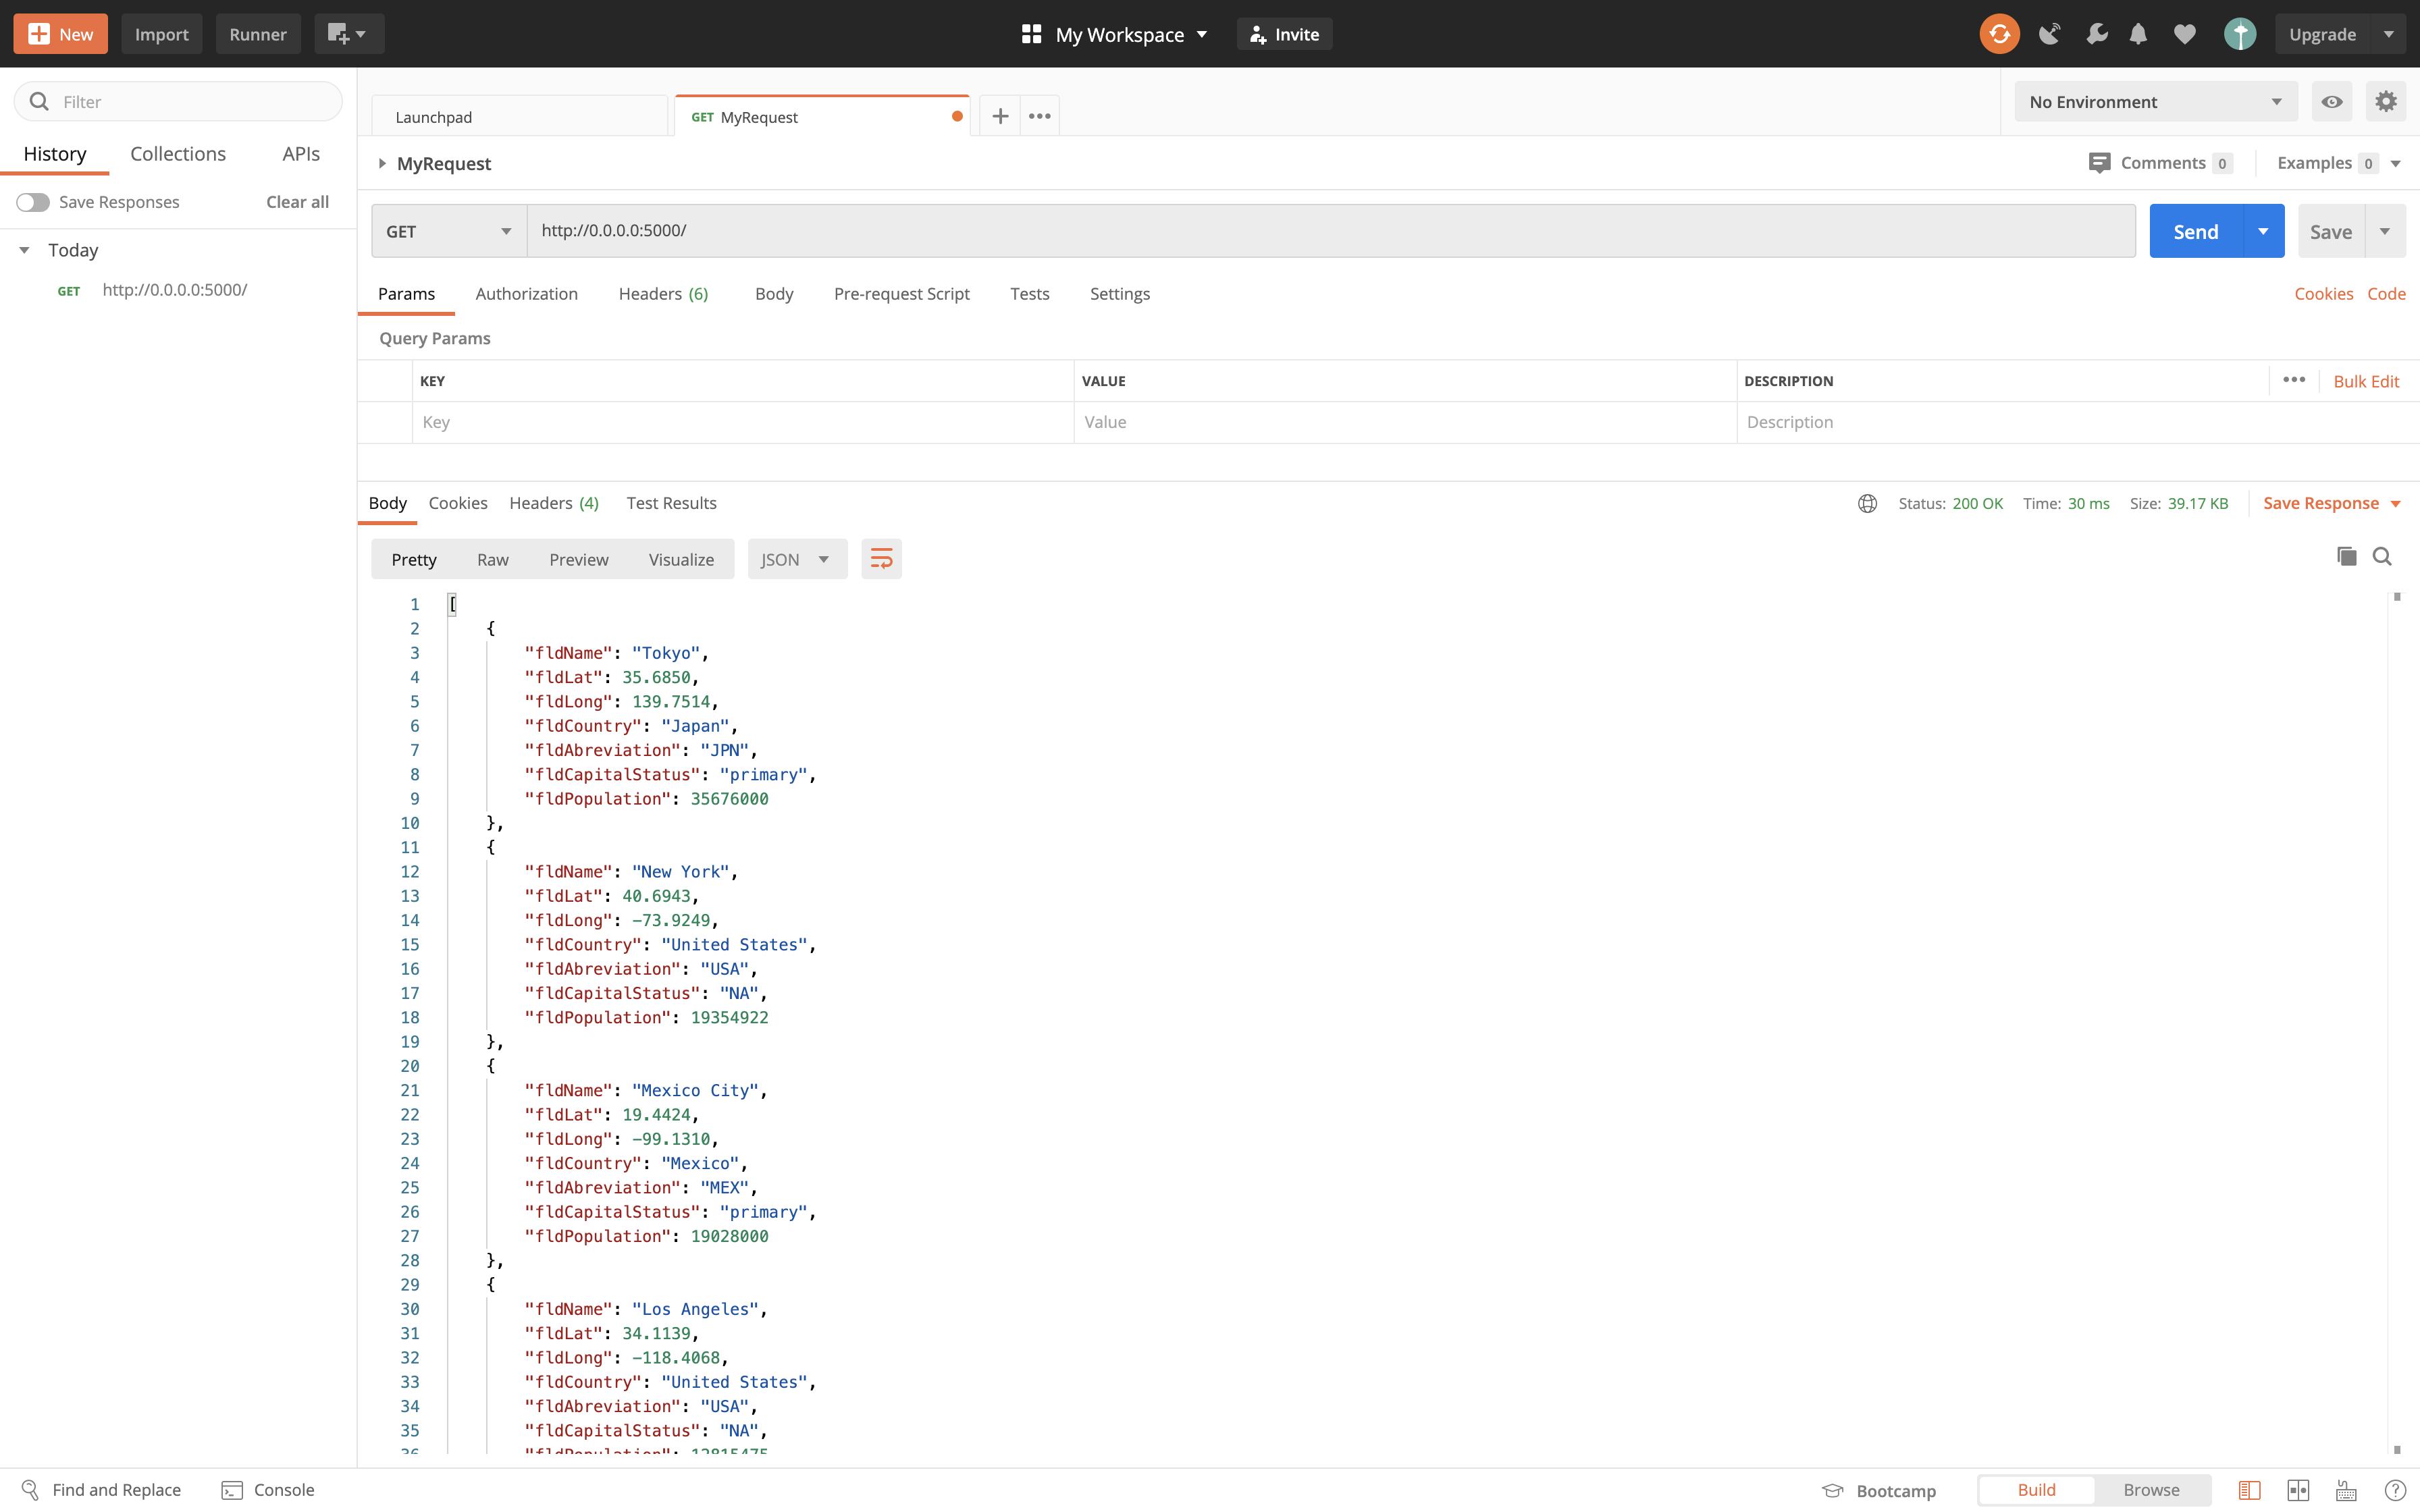 New Import Runner My Workspace Invite Upgrade
Filter
History Collections APIs
Save Responses Clear all
Today
GET http://0.0.0.0:5000/
Launchpad GET MyRequest No Environment
MyRequest Comments 0 Examples 0
GET http://0.0.0.0:5000/ Send Save
Params Authorization Headers (6) Body Pre-request Script Tests Settings Cookies Code
Query Params
KEY VALUE DESCRIPTION Bulk Edit
Key Value Description
Body Cookies Headers (4) Test Results Status: 200 OK Time: 30 ms Size: 39.17 KB Save Response
Pretty Raw Preview Visualize JSON
1 [
2 {
3 "fldName": "Tokyo",
4 "fldLat": 35.6850,
5 "fldLong": 139.7514,
6 "fldCountry": "Japan",
7 "fldAbreviation": "JPN",
8 "fldCapitalStatus": "primary",
9 "fldPopulation": 35676000
10 },
11 {
12 "fldName": "New York",
13 "fldLat": 40.6943,
14 "fldLong": -73.9249,
15 "fldCountry": "United States",
16 "fldAbreviation": "USA",
17 "fldCapitalStatus": "NA",
18 "fldPopulation": 19354922
19 },
20 {
21 "fldName": "Mexico City",
22 "fldLat": 19.4424,
23 "fldLong": -99.1310,
24 "fldCountry": "Mexico",
25 "fldAbreviation": "MEX",
26 "fldCapitalStatus": "primary",
27 "fldPopulation": 19028000
28 },
29 {
30 "fldName": "Los Angeles",
31 "fldLat": 34.1139,
32 "fldLong": -118.4068,
33 "fldCountry": "United States",
34 "fldAbreviation": "USA",
35 "fldCapitalStatus": "NA",
36 "fldPopulation": 12815475
Find and Replace Console Bootcamp Build Browse